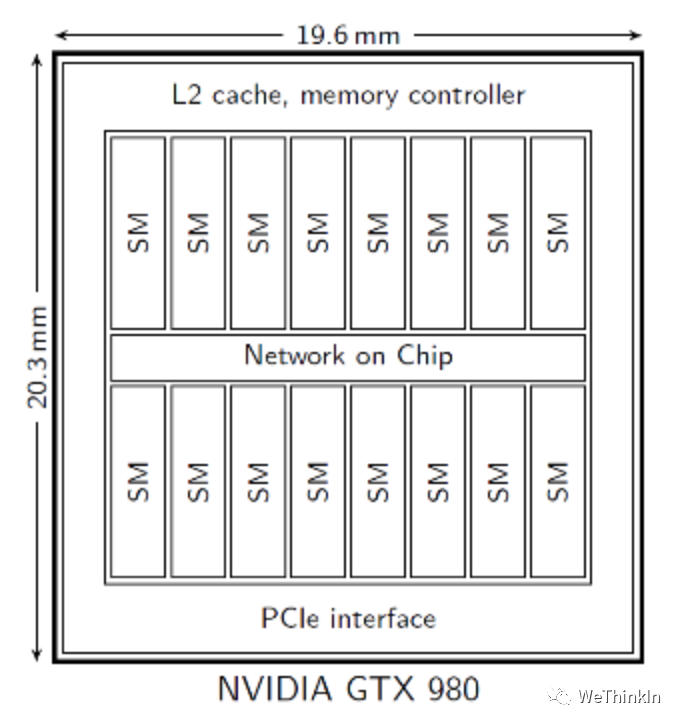 19.6 mm
L2 cache, memory controller
SM SM SM SM SM SM SM SM
20.3 mm
Network on Chip
SM SM SM SM SM SM SM SM
PCIe interface
NVIDIA GTX 980
WeThinkIn